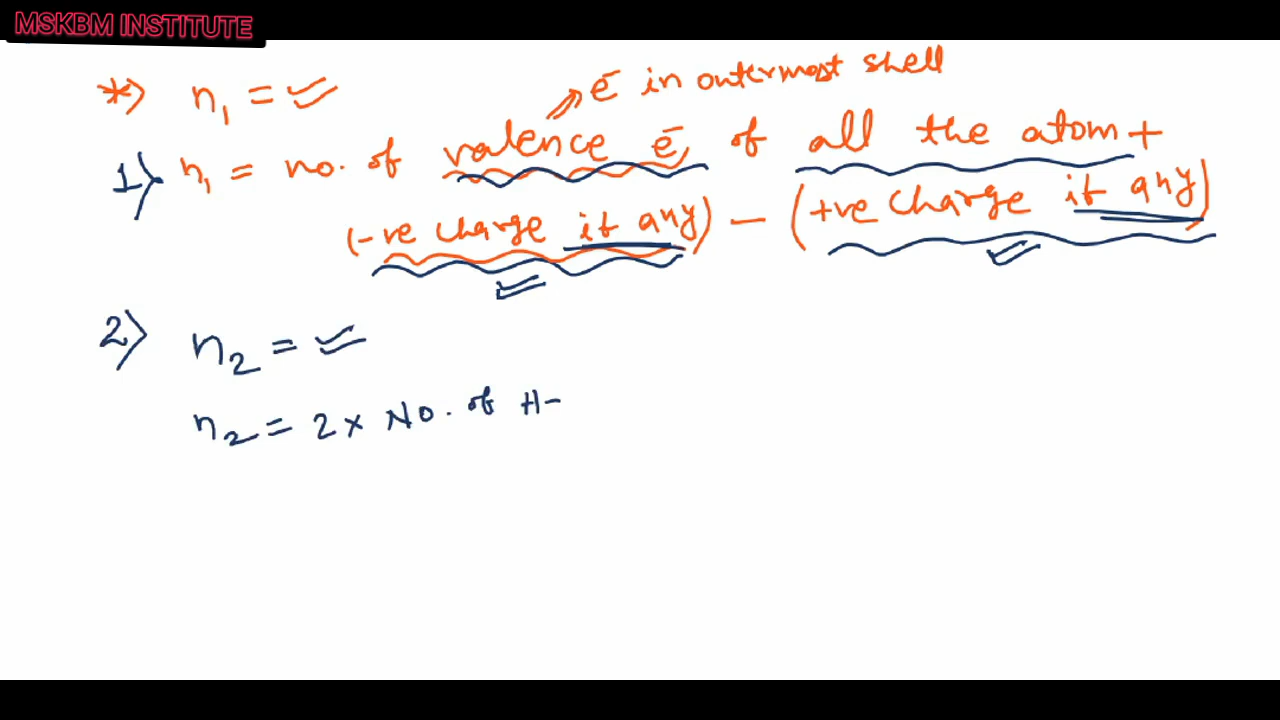 MSKBM INSTITUTE
*) n₁ =
e⁻ in outermost shell
1) n₁ = no. of valence e⁻ of all the atom +
(-ve charge if any) - (+ve charge if any)
2) n₂ =
n₂ = 2 x No. of H-